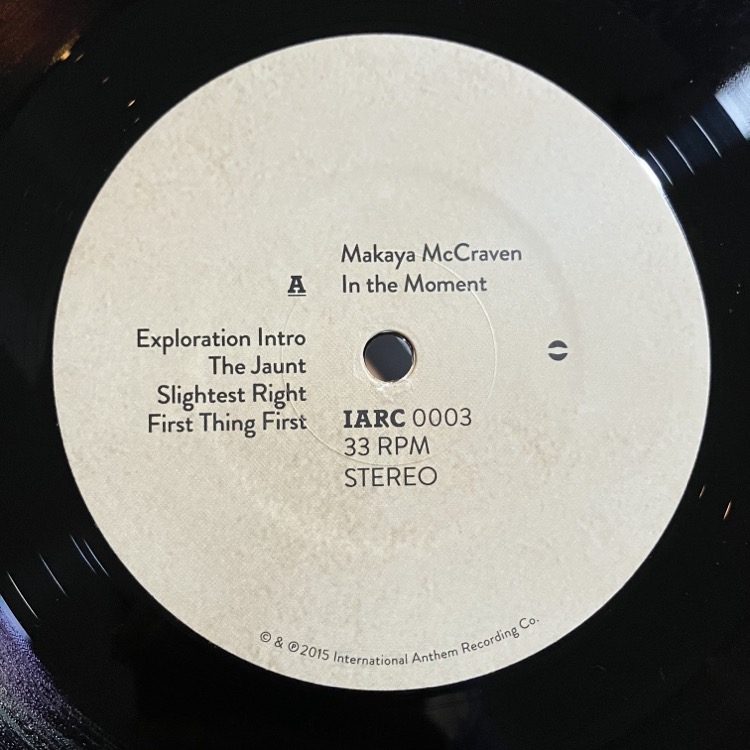 Makaya McCraven
In the Moment
A
Exploration Intro
The Jaunt
Slightest Right
First Thing First
IARC 0003
33 RPM
STEREO
© & ℗ 2015 International Anthem Recording Co.